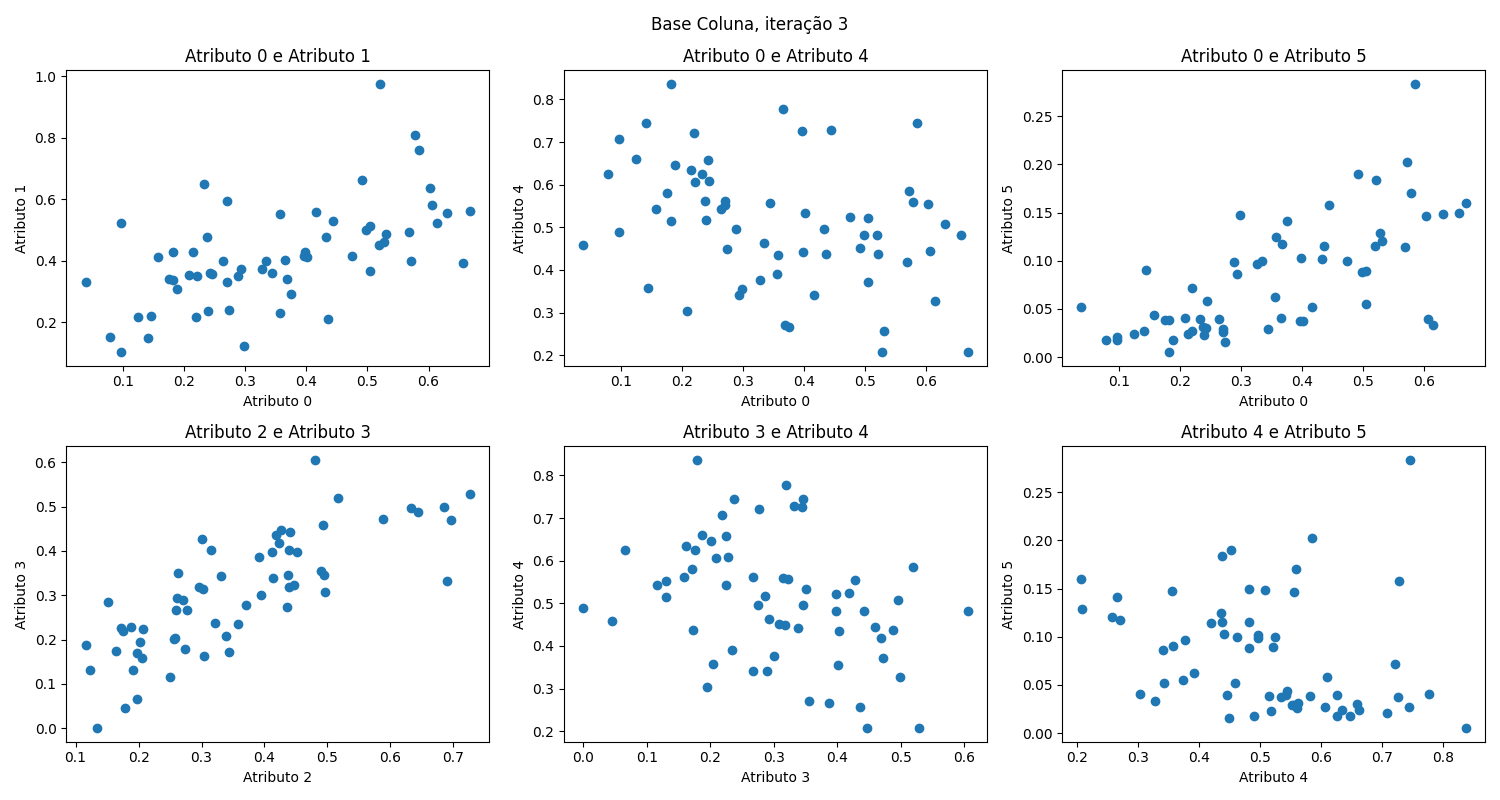 Base Coluna, iteração 3
Atributo 0 e Atributo 1
Atributo 0 e Atributo 4
Atributo 0 e Atributo 5
1.0
0.8
0.6
0.4
0.2
Atributo 1
0.1 0.2 0.3 0.4 0.5 0.6
Atributo 0
0.8
0.7
0.6
0.5
0.4
0.3
0.2
Atributo 4
0.1 0.2 0.3 0.4 0.5 0.6
Atributo 0
0.25
0.20
0.15
0.10
0.05
0.00
Atributo 5
0.1 0.2 0.3 0.4 0.5 0.6
Atributo 0
Atributo 2 e Atributo 3
Atributo 3 e Atributo 4
Atributo 4 e Atributo 5
0.6
0.5
0.4
0.3
0.2
0.1
0.0
Atributo 3
0.1 0.2 0.3 0.4 0.5 0.6 0.7
Atributo 2
0.8
0.7
0.6
0.5
0.4
0.3
0.2
Atributo 4
0.0 0.1 0.2 0.3 0.4 0.5 0.6
Atributo 3
0.25
0.20
0.15
0.10
0.05
0.00
Atributo 5
0.2 0.3 0.4 0.5 0.6 0.7 0.8
Atributo 4